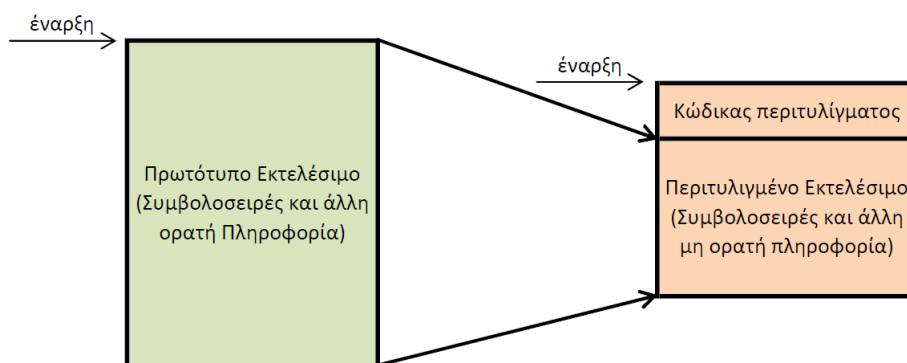 έναρξη
Πρωτότυπο Εκτελέσιμο
(Συμβολοσειρές και άλλη
ορατή Πληροφορία)
έναρξη
Κώδικας περιτυλίγματος
Περιτυλιγμένο Εκτελέσιμο
(Συμβολοσειρές και άλλη
μη ορατή πληροφορία)